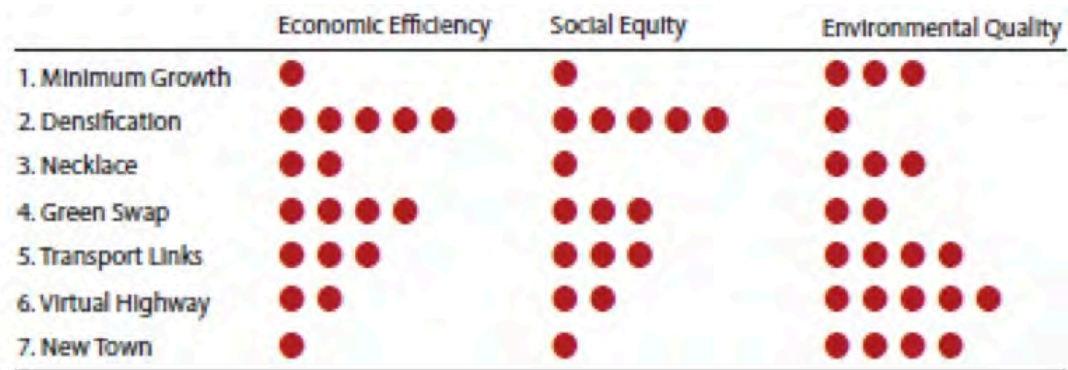 Economic Efficiency Social Equity Environmental Quality
1. Minimum Growth
2. Densification
3. Necklace
4. Green Swap
5. Transport Links
6. Virtual Highway
7. New Town